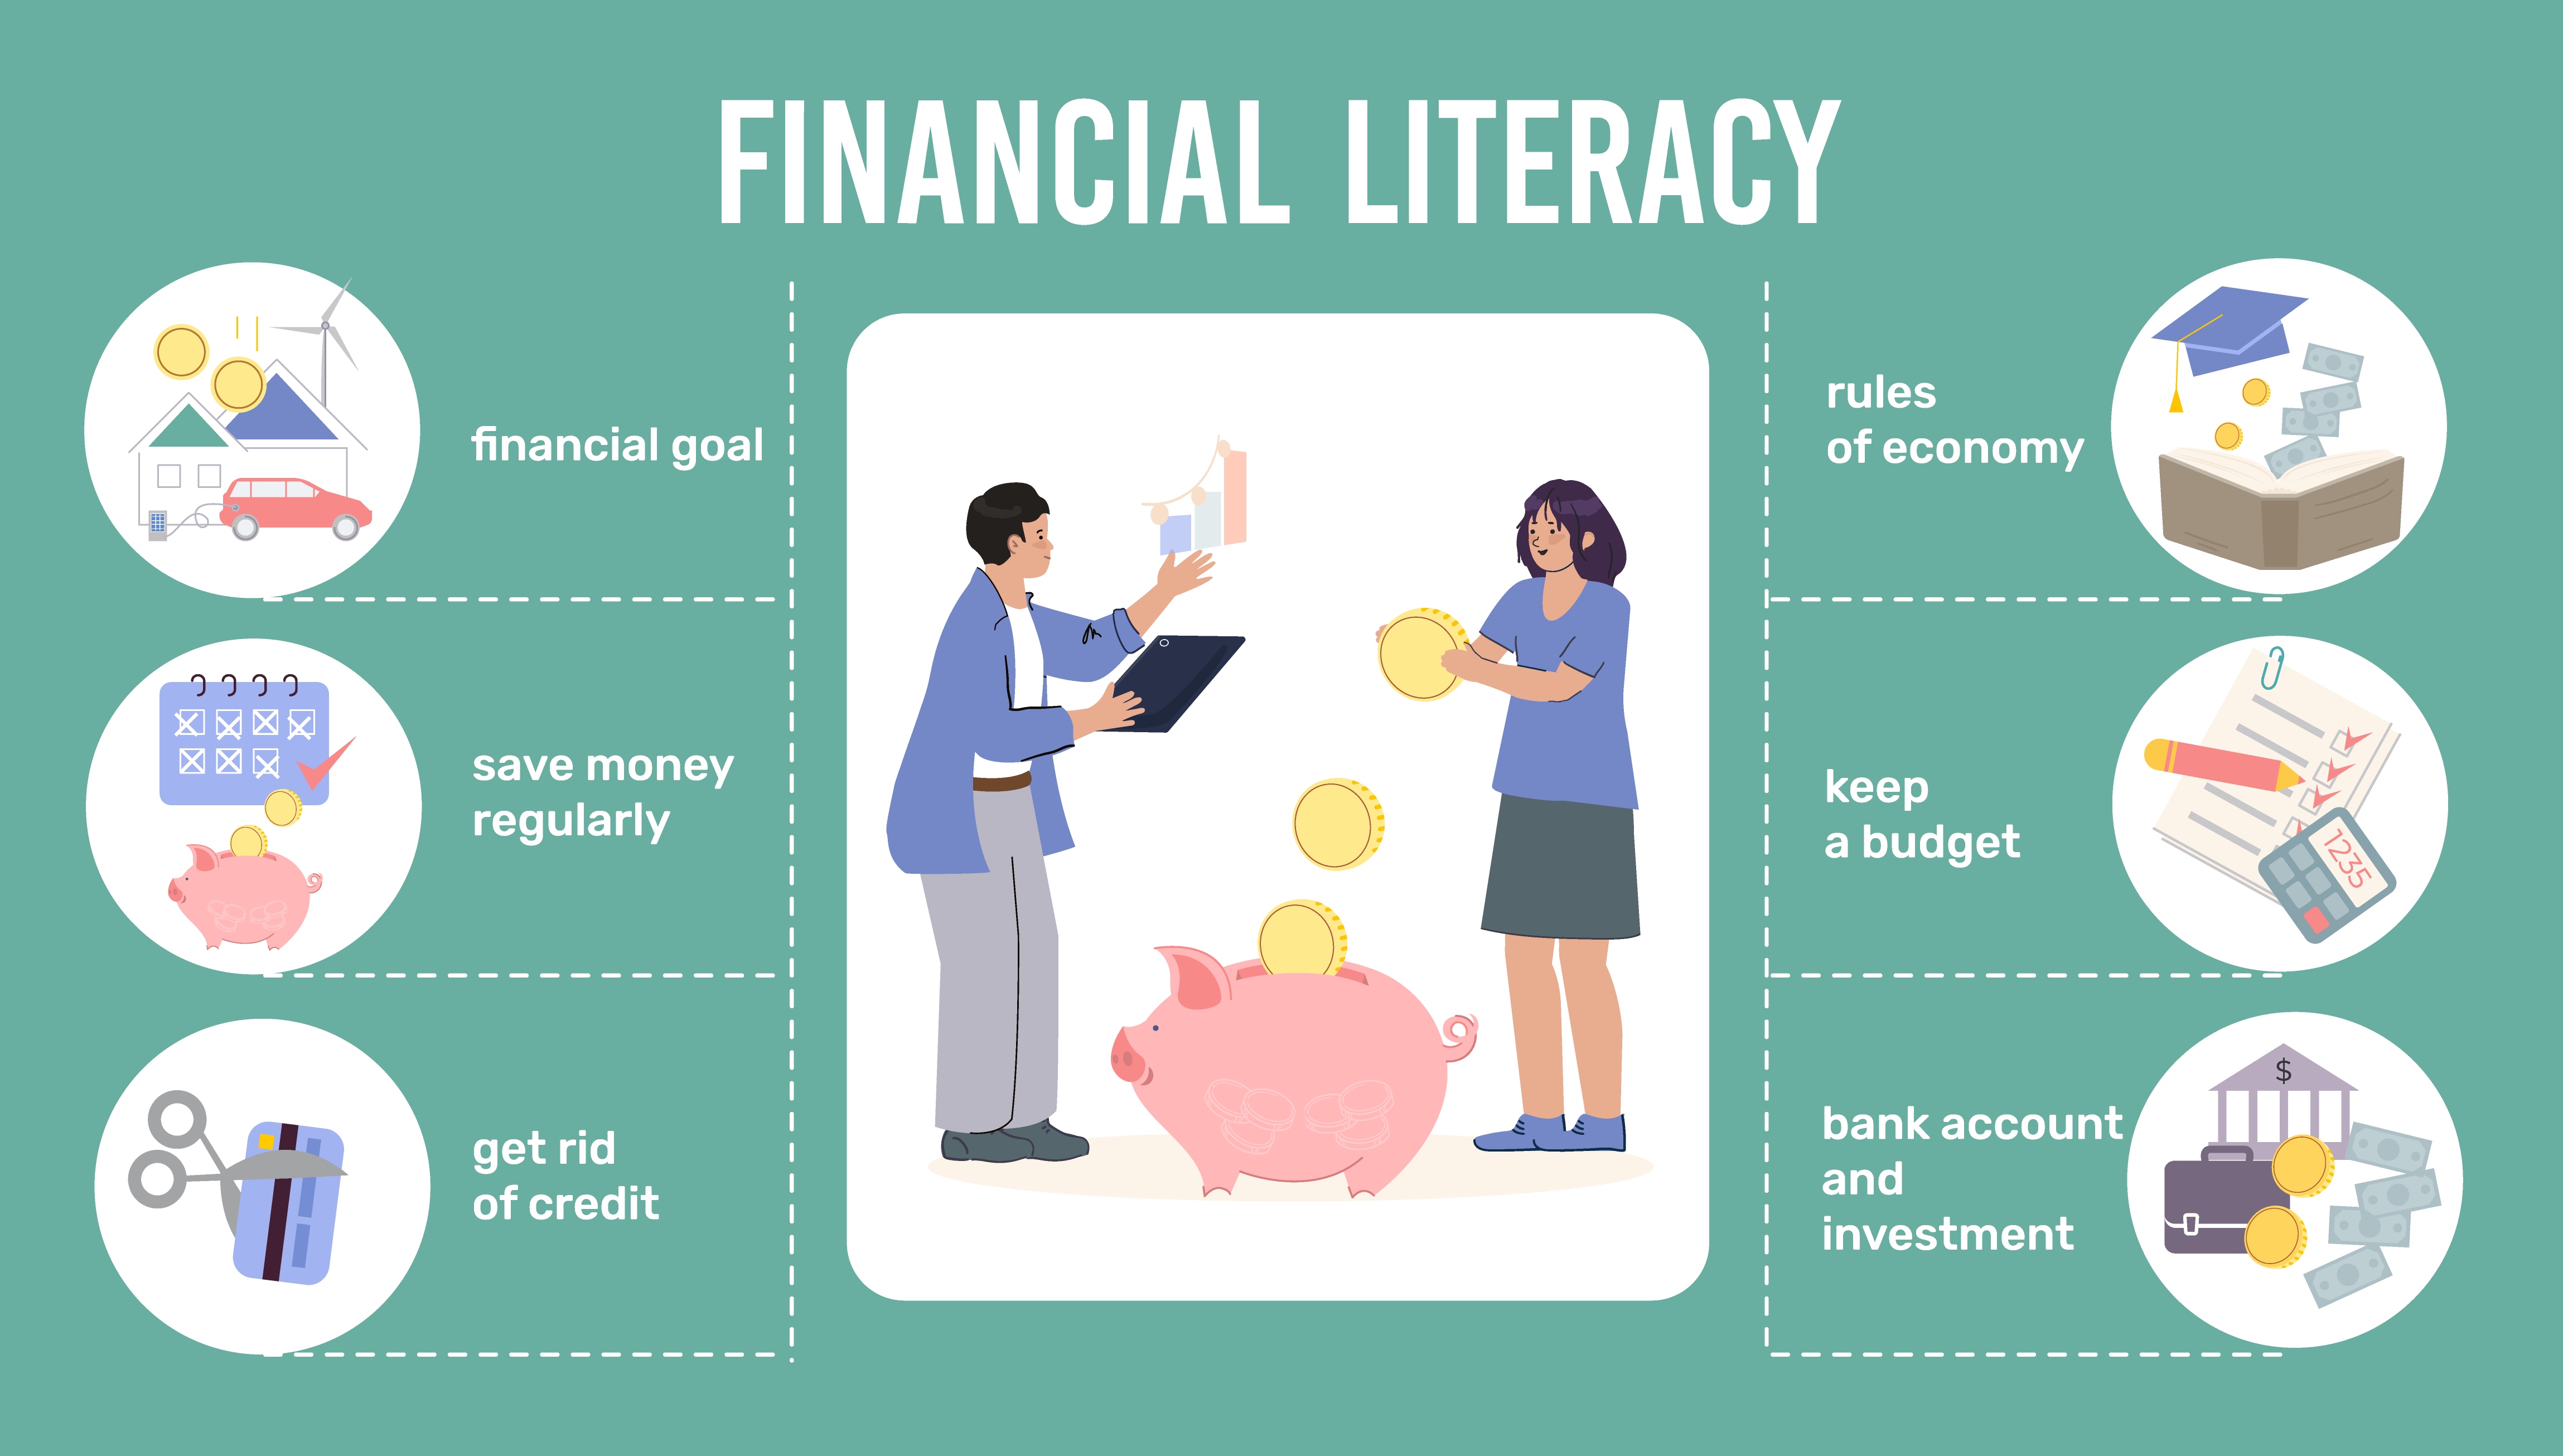 FINANCIAL LITERACY
financial goal
save money
regularly
get rid
of credit
rules
of economy
keep
a budget
1235
$
bank account
and
investment